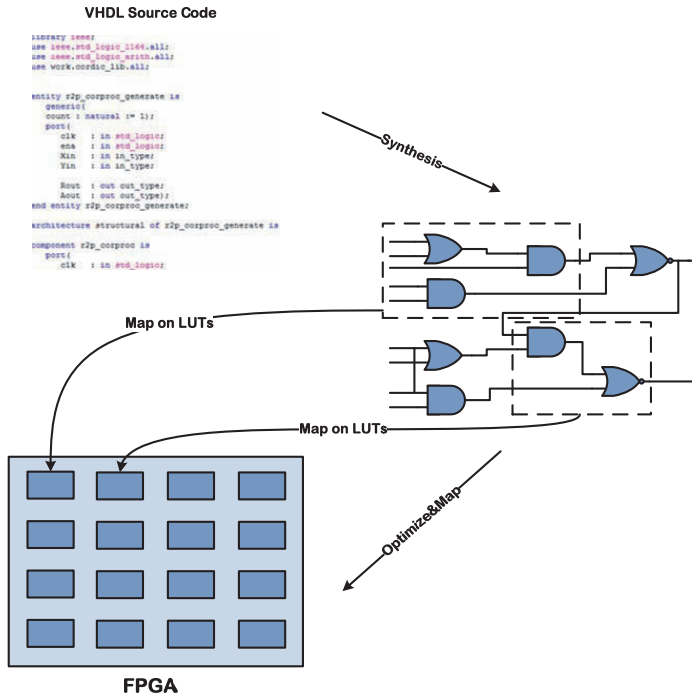 VHDL Source Code
library ieee;
use ieee.std_logic_1164.all;
use ieee.std_logic_arith.all;
use work.cordic_lib.all;
entity r2p_corproc_generate is
generic(
count : natural := 1);
port(
clk : in std_logic;
ena : in std_logic;
Xin : in in_type;
Yin : in in_type;
Rout : out out_type;
Aout : out out_type);
end entity r2p_corproc_generate;
architecture structural of r2p_corproc_generate is
component r2p_corproc is
port(
clk : in std_logic;
Synthesis
Map on LUTs
Map on LUTs
Optimize&Map
FPGA